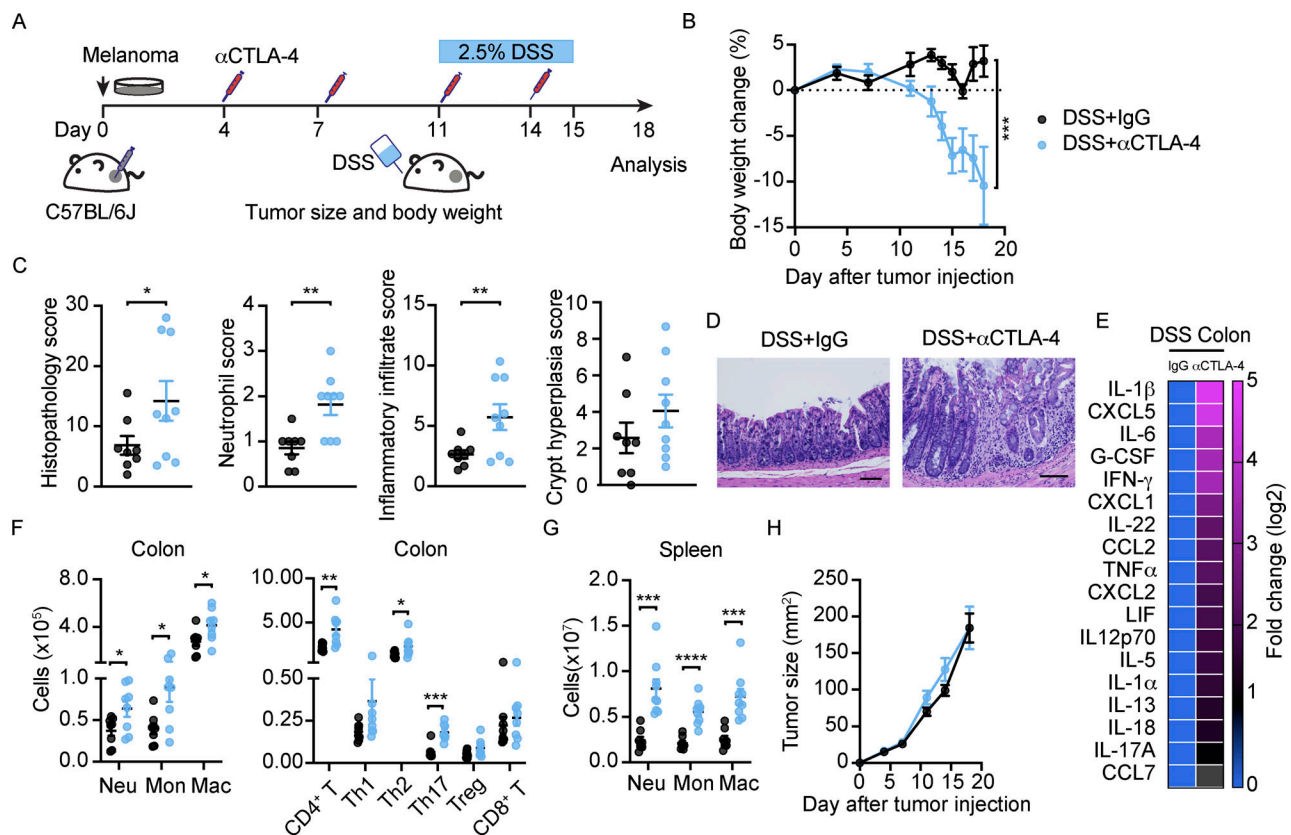 A
Melanoma
αCTLA-4
2.5% DSS
Day 0
4
7
11
14
15
18
DSS
Analysis
C57BL/6J
Tumor size and body weight
B
Body weight change (%)
5
0
-5
-10
-15
0
5
10
15
20
Day after tumor injection
***
DSS+IgG
DSS+αCTLA-4
C
Histopathology score
30
20
10
0
*
Neutrophil score
4
3
2
1
0
**
Inflammatory infiltrate score
15
10
5
0
**
Crypt hyperplasia score
10
8
6
4
2
0
D
DSS+IgG
DSS+αCTLA-4
E
DSS Colon
IgG αCTLA-4
IL-1β
CXCL5
IL-6
G-CSF
IFN-γ
CXCL1
IL-22
CCL2
TNFα
CXCL2
LIF
IL12p70
IL-5
IL-1α
IL-13
IL-18
IL-17A
CCL7
5
4
3
2
1
0
Fold change (log2)
F
Colon
Cells (x10⁵)
8.0
4.0
1.0
0.5
0.0
*
*
*
Neu Mon Mac
Colon
10.00
5.00
0.50
0.25
0.00
**
*
***
CD4⁺ T
Th1
Th2
Th17
Treg
CD8⁺ T
G
Spleen
Cells(x10⁷)
2.0
1.5
1.0
0.5
0.0
***
****
***
Neu Mon Mac
H
Tumor size (mm²)
250
200
150
100
50
0
0
5
10
15
20
Day after tumor injection